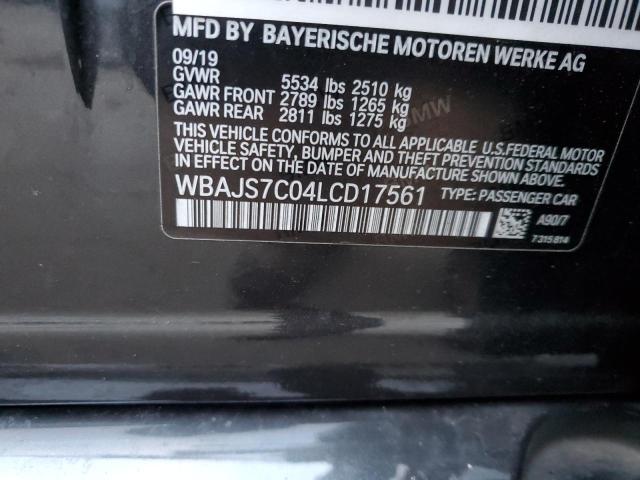 MFD BY BAYERISCHE MOTOREN WERKE AG
09/19
GVWR 5534 lbs 2510 kg
GAWR FRONT 2789 lbs 1265 kg
GAWR REAR 2811 lbs 1275 kg
THIS VEHICLE CONFORMS TO ALL APPLICABLE U.S.FEDERAL MOTOR
VEHICLE SAFETY, BUMPER AND THEFT PREVENTION STANDARDS IN
EFFECT ON THE DATE OF MANUFACTURE SHOWN ABOVE.
WBAJS7C04LCD17561 TYPE: PASSENGER CAR
A90/7
7315814